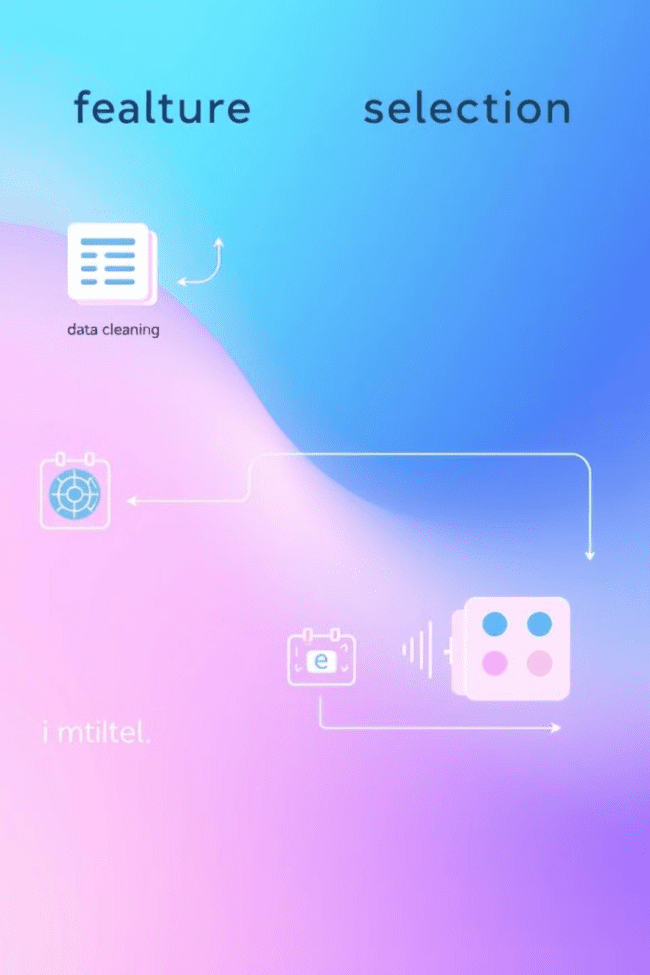 fealture selection
data cleaning
e
i mtiltel.